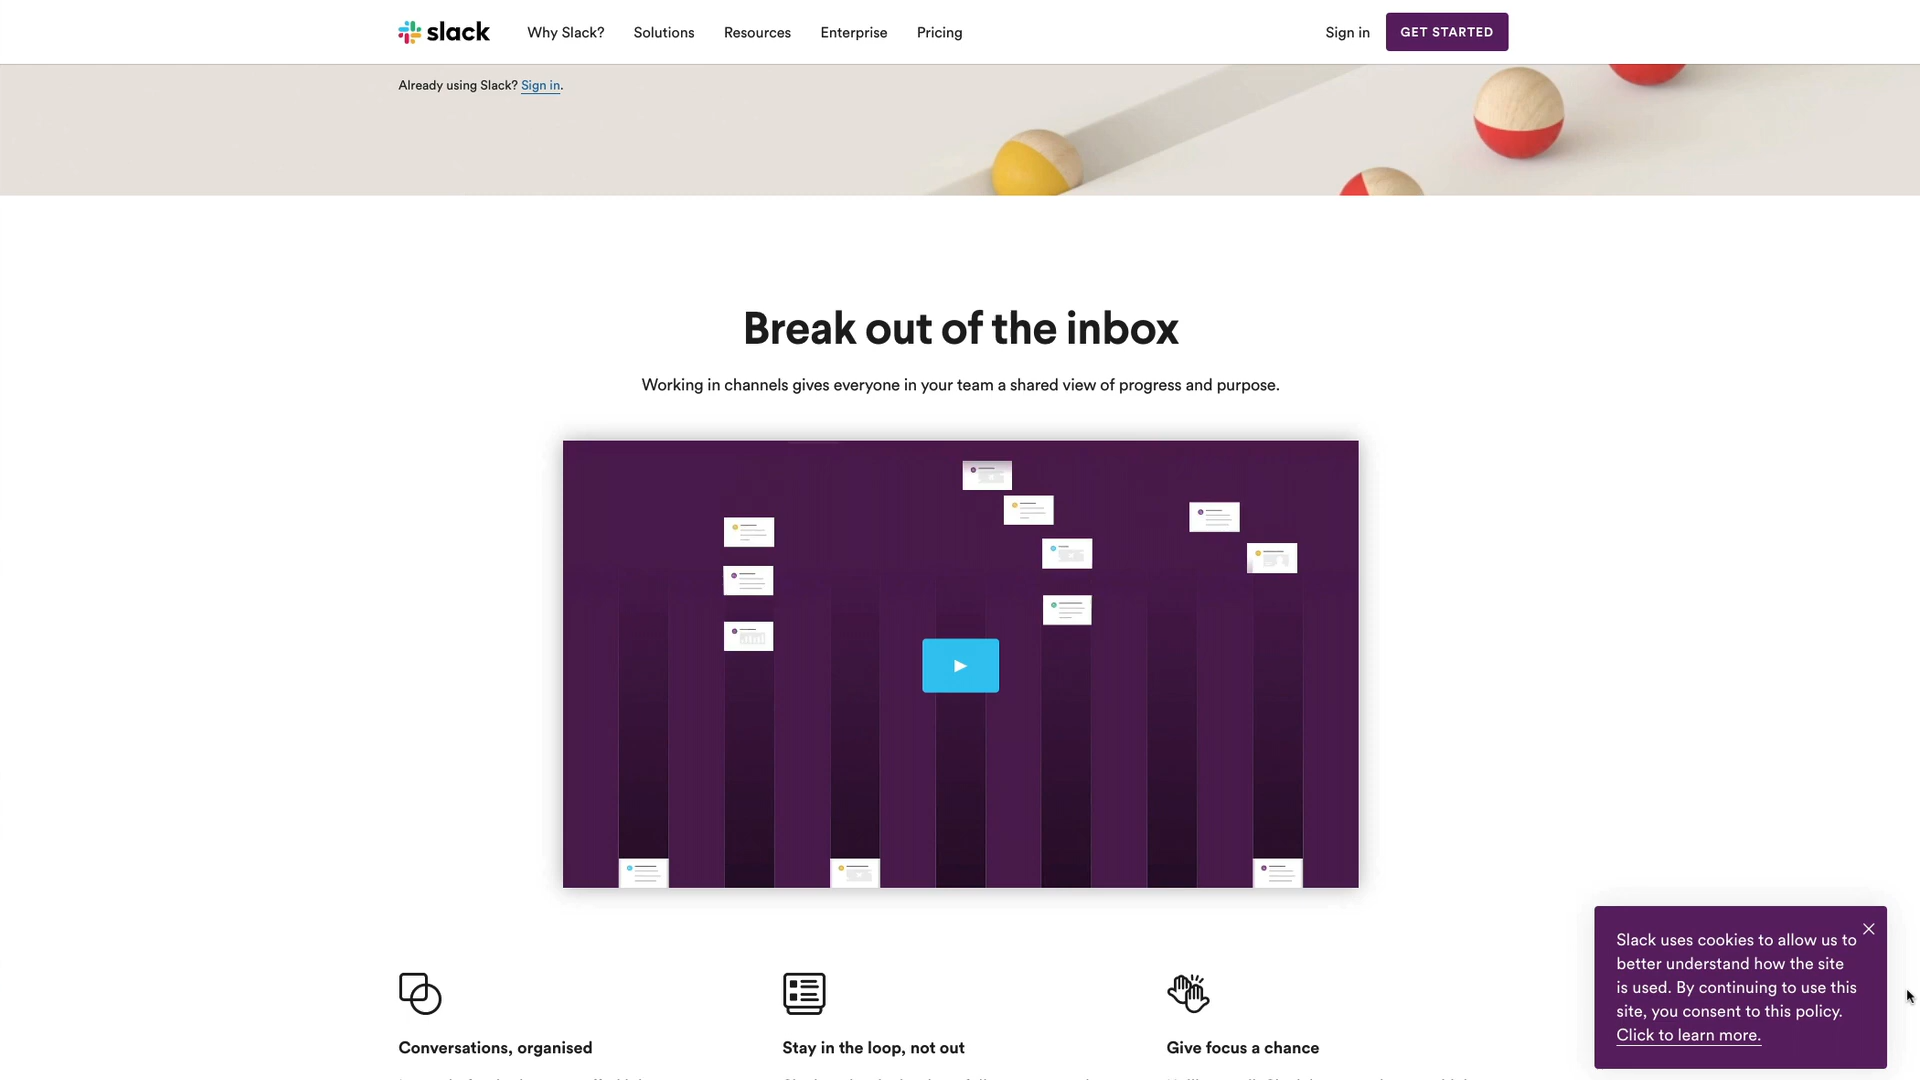 slack
Why Slack?
Solutions
Resources
Enterprise
Pricing
Sign in
GET STARTED
Already using Slack? Sign in.
Break out of the inbox
Working in channels gives everyone in your team a shared view of progress and purpose.
Conversations, organised
Stay in the loop, not out
Give focus a chance
Slack uses cookies to allow us to
better understand how the site
is used. By continuing to use this
site, you consent to this policy.
Click to learn more.